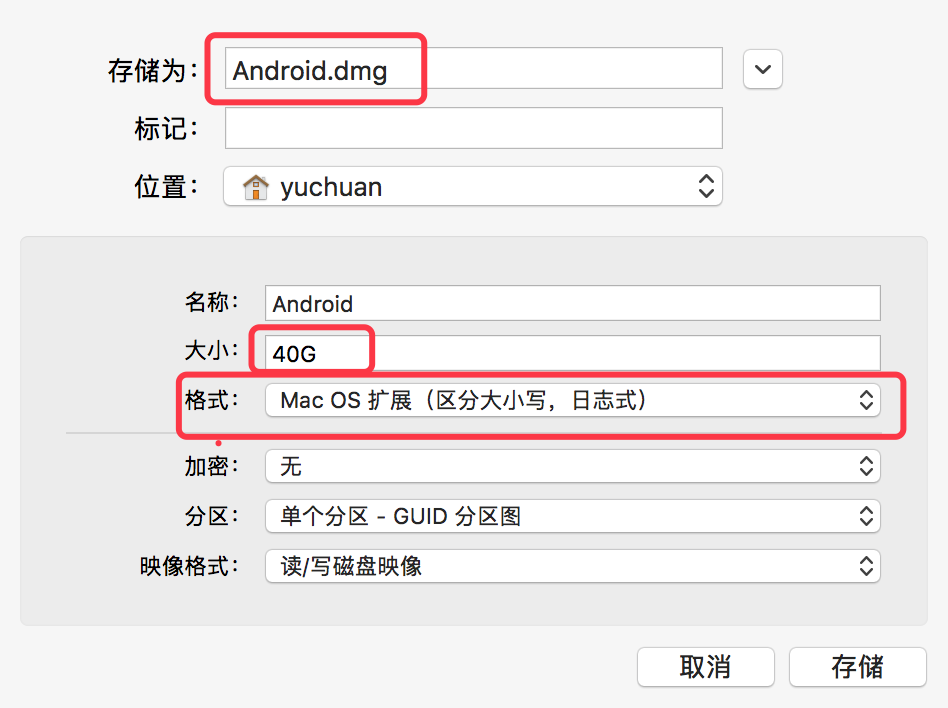 存储为： Android.dmg
标记：
位置： yuchuan
名称： Android
大小： 40G
格式： Mac OS 扩展（区分大小写，日志式）
加密： 无
分区： 单个分区 - GUID 分区图
映像格式： 读/写磁盘映像
取消 存储